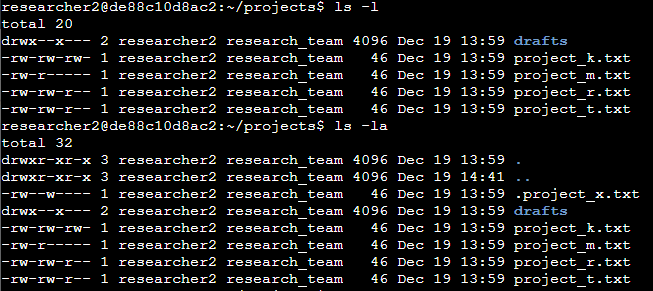 researcher2@de88c10d8ac2:~/projects$ ls -l
total 20
drwx--x--- 2 researcher2 research_team 4096 Dec 19 13:59 drafts
-rw-rw-rw- 1 researcher2 research_team   46 Dec 19 13:59 project_k.txt
-rw-r----- 1 researcher2 research_team   46 Dec 19 13:59 project_m.txt
-rw-rw-r-- 1 researcher2 research_team   46 Dec 19 13:59 project_r.txt
-rw-rw-r-- 1 researcher2 research_team   46 Dec 19 13:59 project_t.txt
researcher2@de88c10d8ac2:~/projects$ ls -la
total 32
drwxr-xr-x 3 researcher2 research_team 4096 Dec 19 13:59 .
drwxr-xr-x 3 researcher2 research_team 4096 Dec 19 14:41 ..
-rw--w---- 1 researcher2 research_team   46 Dec 19 13:59 .project_x.txt
drwx--x--- 2 researcher2 research_team 4096 Dec 19 13:59 drafts
-rw-rw-rw- 1 researcher2 research_team   46 Dec 19 13:59 project_k.txt
-rw-r----- 1 researcher2 research_team   46 Dec 19 13:59 project_m.txt
-rw-rw-r-- 1 researcher2 research_team   46 Dec 19 13:59 project_r.txt
-rw-rw-r-- 1 researcher2 research_team   46 Dec 19 13:59 project_t.txt